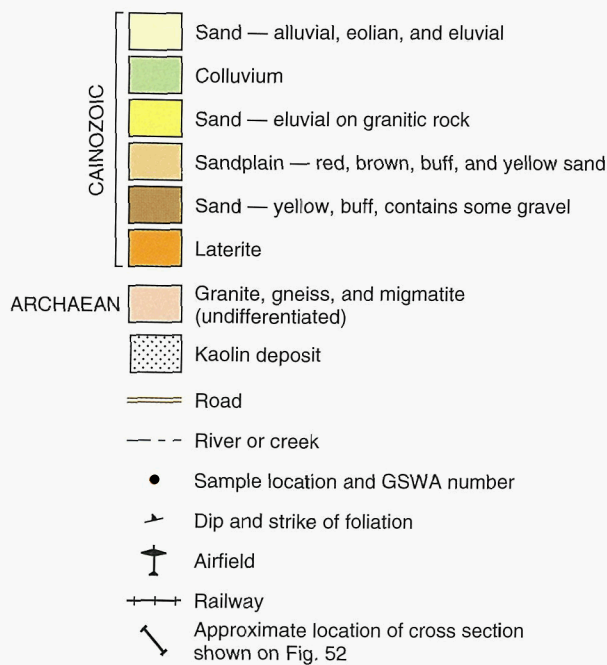 CAINOZOIC
Sand — alluvial, eolian, and eluvial
Colluvium
Sand — eluvial on granitic rock
Sandplain — red, brown, buff, and yellow sand
Sand — yellow, buff, contains some gravel
Laterite
ARCHAEAN
Granite, gneiss, and migmatite
(undifferentiated)
Kaolin deposit
Road
River or creek
Sample location and GSWA number
Dip and strike of foliation
Airfield
Railway
Approximate location of cross section
shown on Fig. 52